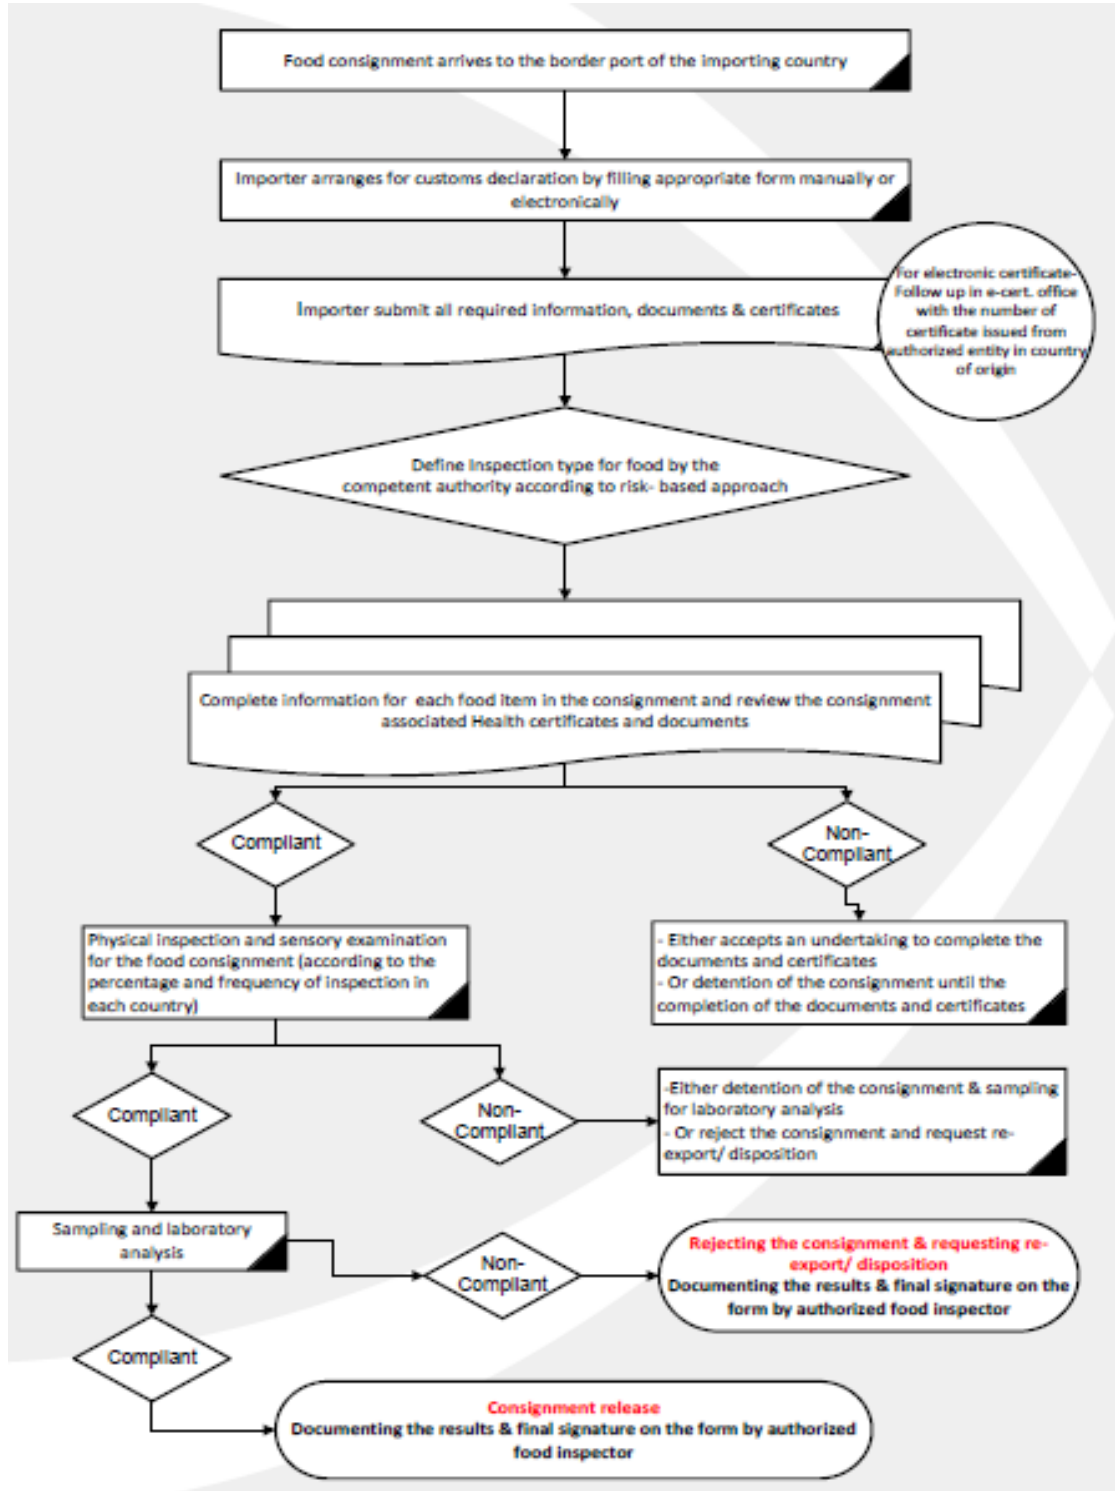 Food consignment arrives to the border port of the importing country
Importer arranges for customs declaration by filling appropriate form manually or
electronically
Importer submit all required information, documents & certificates
For electronic certificate-
Follow up in e-cert. office
with the number of
certificate issued from
authorized entity in country
of origin
Define Inspection type for food by the
competent authority according to risk- based approach
Complete information for each food item in the consignment and review the consignment
associated Health certificates and documents
Compliant
Non-
Compliant
Physical inspection and sensory examination
for the food consignment (according to the
percentage and frequency of inspection in
each country)
- Either accepts an undertaking to complete the
documents and certificates
- Or detention of the consignment until the
completion of the documents and certificates
Compliant
Non-
Compliant
-Either detention of the consignment & sampling
for laboratory analysis
- Or reject the consignment and request re-
export/ disposition
Sampling and laboratory
analysis
Non-
Compliant
Rejecting the consignment & requesting re-
export/ disposition
Documenting the results & final signature on the
form by authorized food inspector
Compliant
Consignment release
Documenting the results & final signature on the form by authorized
food inspector